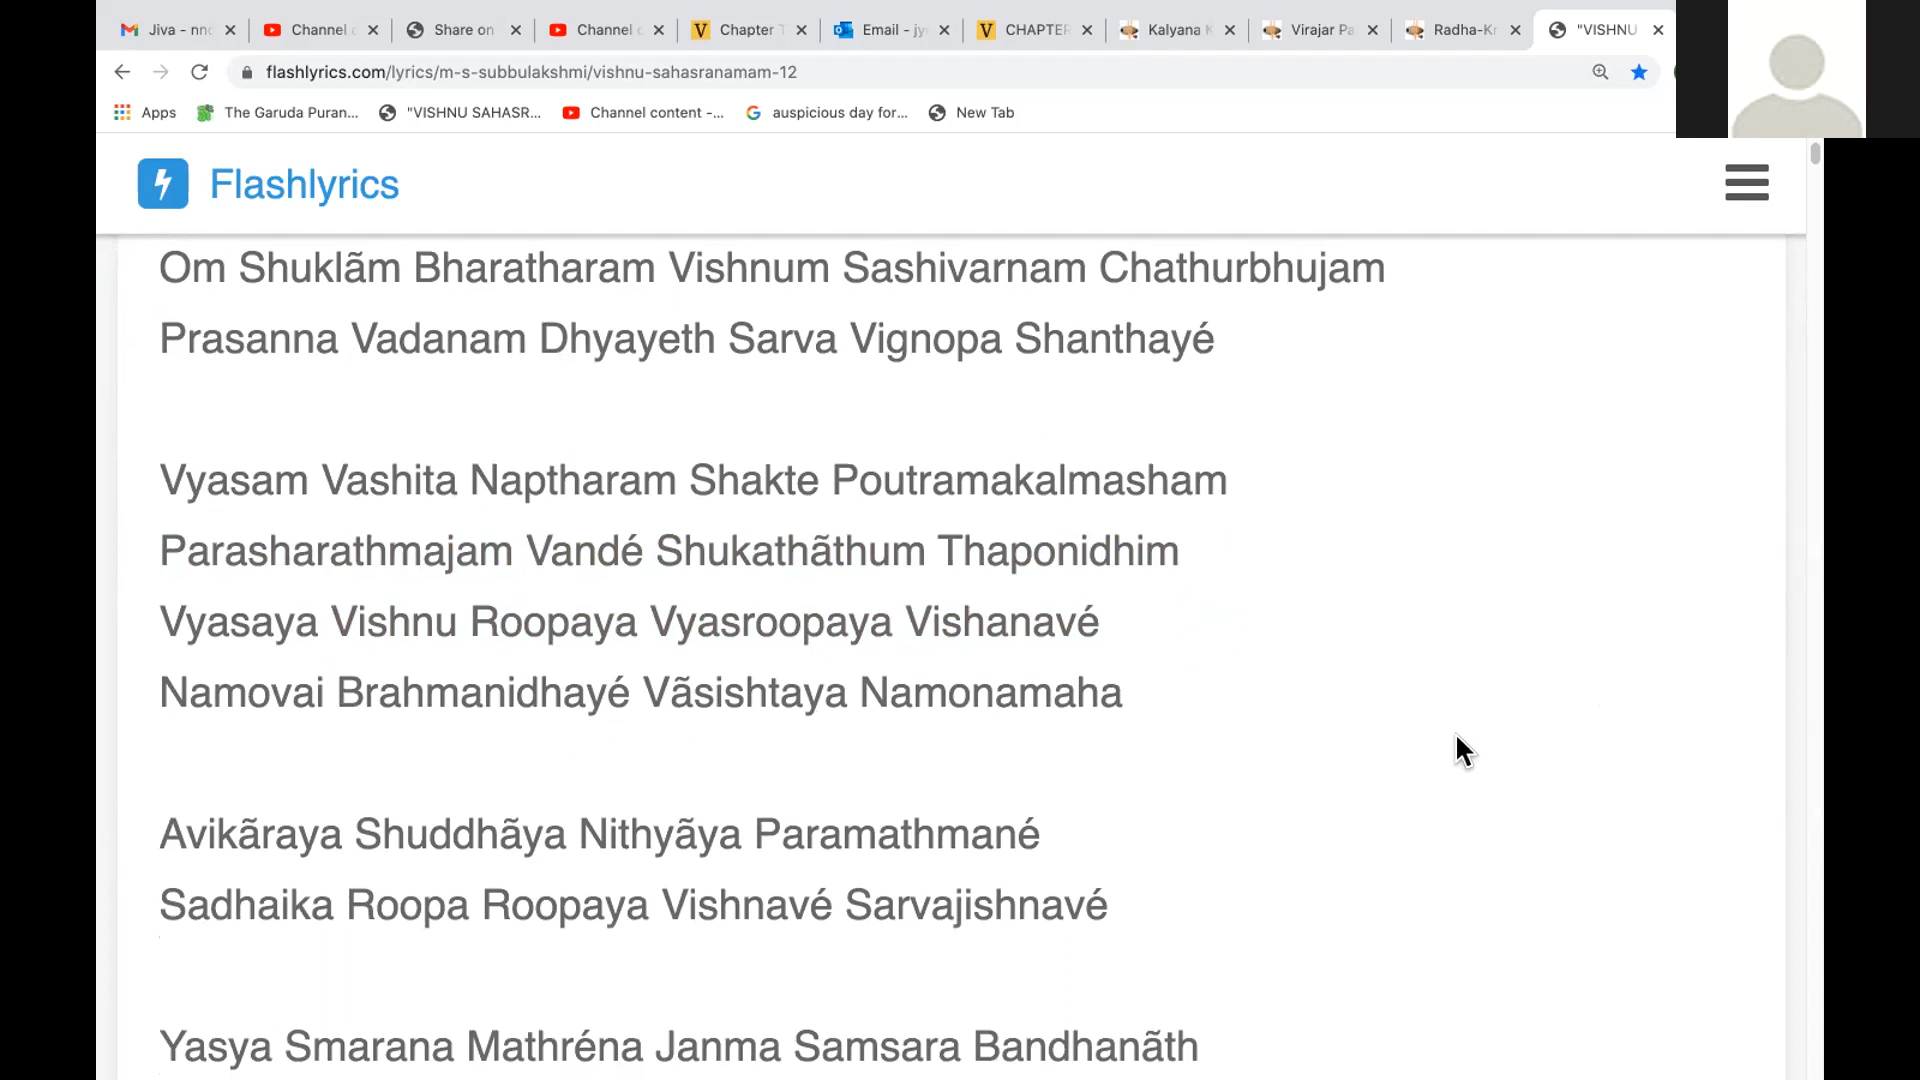 Jiva - nn
Channel
Share on
Channel
Chapter
Email - jy
CHAPTER
Kalyana
Virajar Pa
Radha-Kr
"VISHNU
flashlyrics.com/lyrics/m-s-subbulakshmi/vishnu-sahasranamam-12
Apps
The Garuda Puran...
"VISHNU SAHASR...
Channel content -...
auspicious day for...
New Tab
Flashlyrics
Om Shuklãm Bharatharam Vishnum Sashivarnam Chathurbhujam
Prasanna Vadanam Dhyayeth Sarva Vignopa Shanthayé
Vyasam Vashita Naptharam Shakte Poutramakalmasham
Parasharathmajam Vandé Shukathãthum Thaponidhim
Vyasaya Vishnu Roopaya Vyasroopaya Vishanavé
Namovai Brahmanidhayé Vãsishtaya Namonamaha
Avikãraya Shuddhãya Nithyãya Paramathmané
Sadhaika Roopa Roopaya Vishnavé Sarvajishnavé
Yasya Smarana Mathréna Janma Samsara Bandhanãth